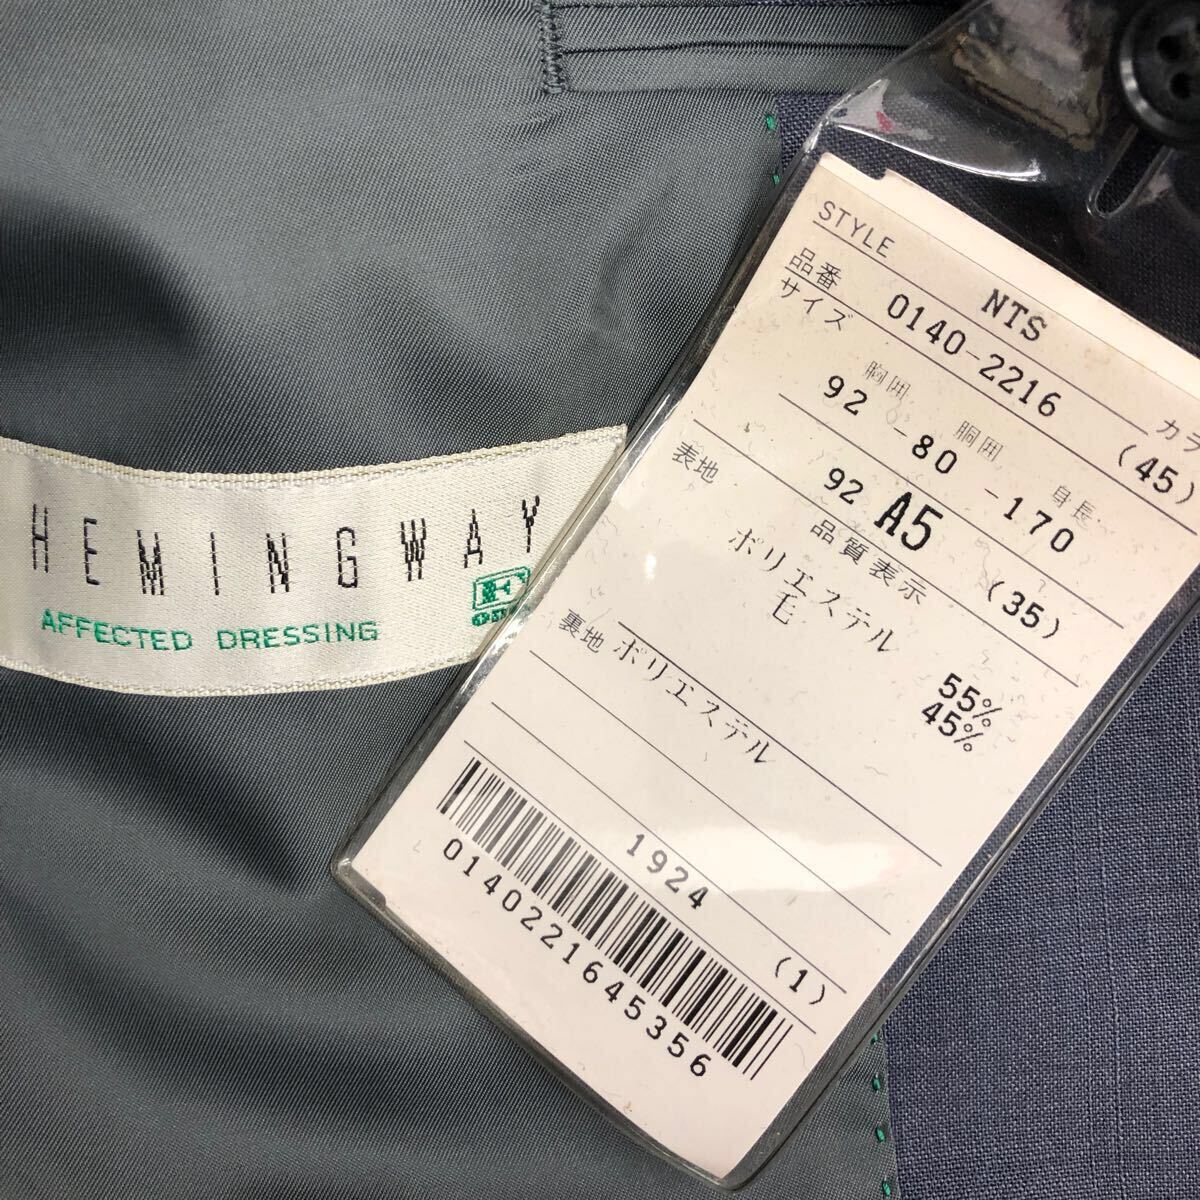 HEMINGWAY
AFFECTED DRESSING
STYLE
NTS
品番 0140-2216
サイズ
カラ
(45)
胸囲 胴囲 身長
92 -80 -170
92 A5
(35)
品質表示
表地 ポリエステル 55%
毛 45%
裏地 ポリエステル
1924
(1)
0140221645356